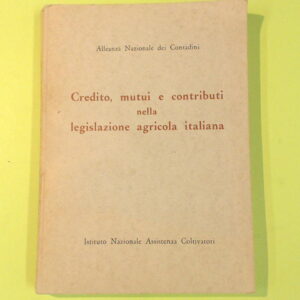 Alleanza Nazionale dei Contadini
Credito, mutui e contributi
nella
legislazione agricola italiana
Istituto Nazionale Assistenza Coltivatori